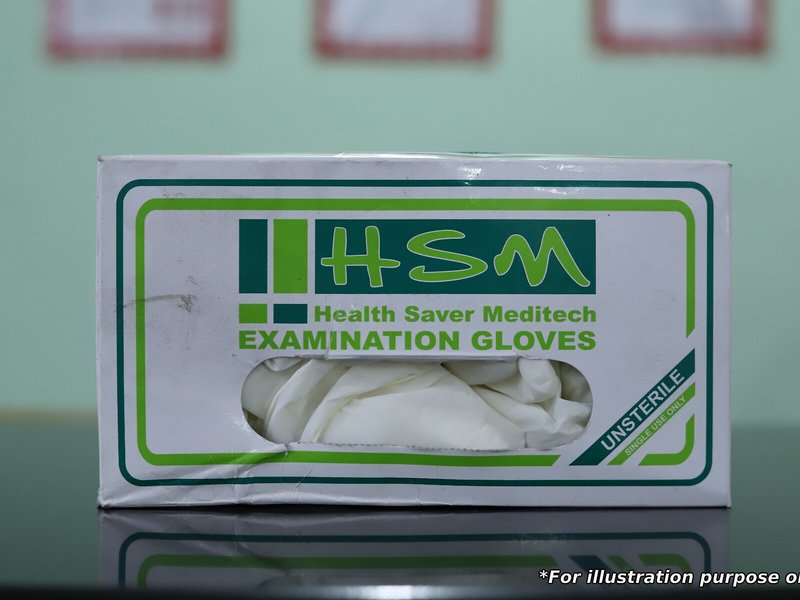 HSM
Health Saver Meditech
EXAMINATION GLOVES
UNSTERILE
SINGLE USE ONLY
*For illustration purpose